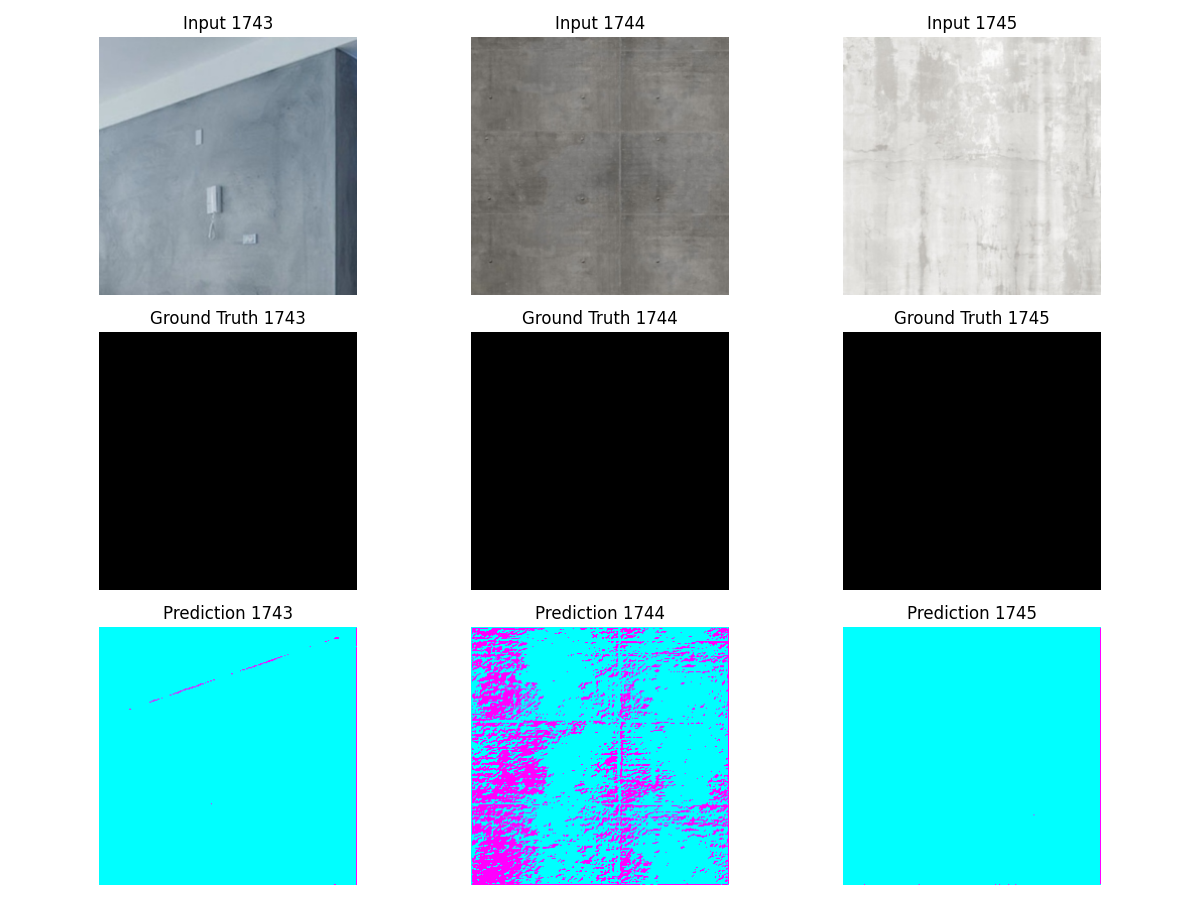 Input 1743
Input 1744
Input 1745
Ground Truth 1743
Ground Truth 1744
Ground Truth 1745
Prediction 1743
Prediction 1744
Prediction 1745